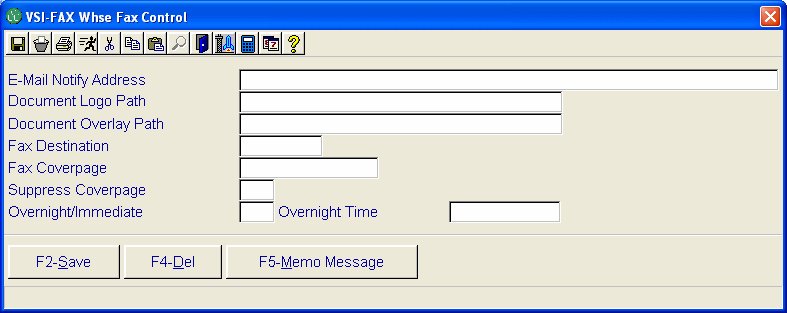 VSI-FAX Whse Fax Control
E-Mail Notify Address
Document Logo Path
Document Overlay Path
Fax Destination
Fax Coverpage
Suppress Coverpage
Overnight/Immediate Overnight Time
F2-Save F4-Del F5-Memo Message